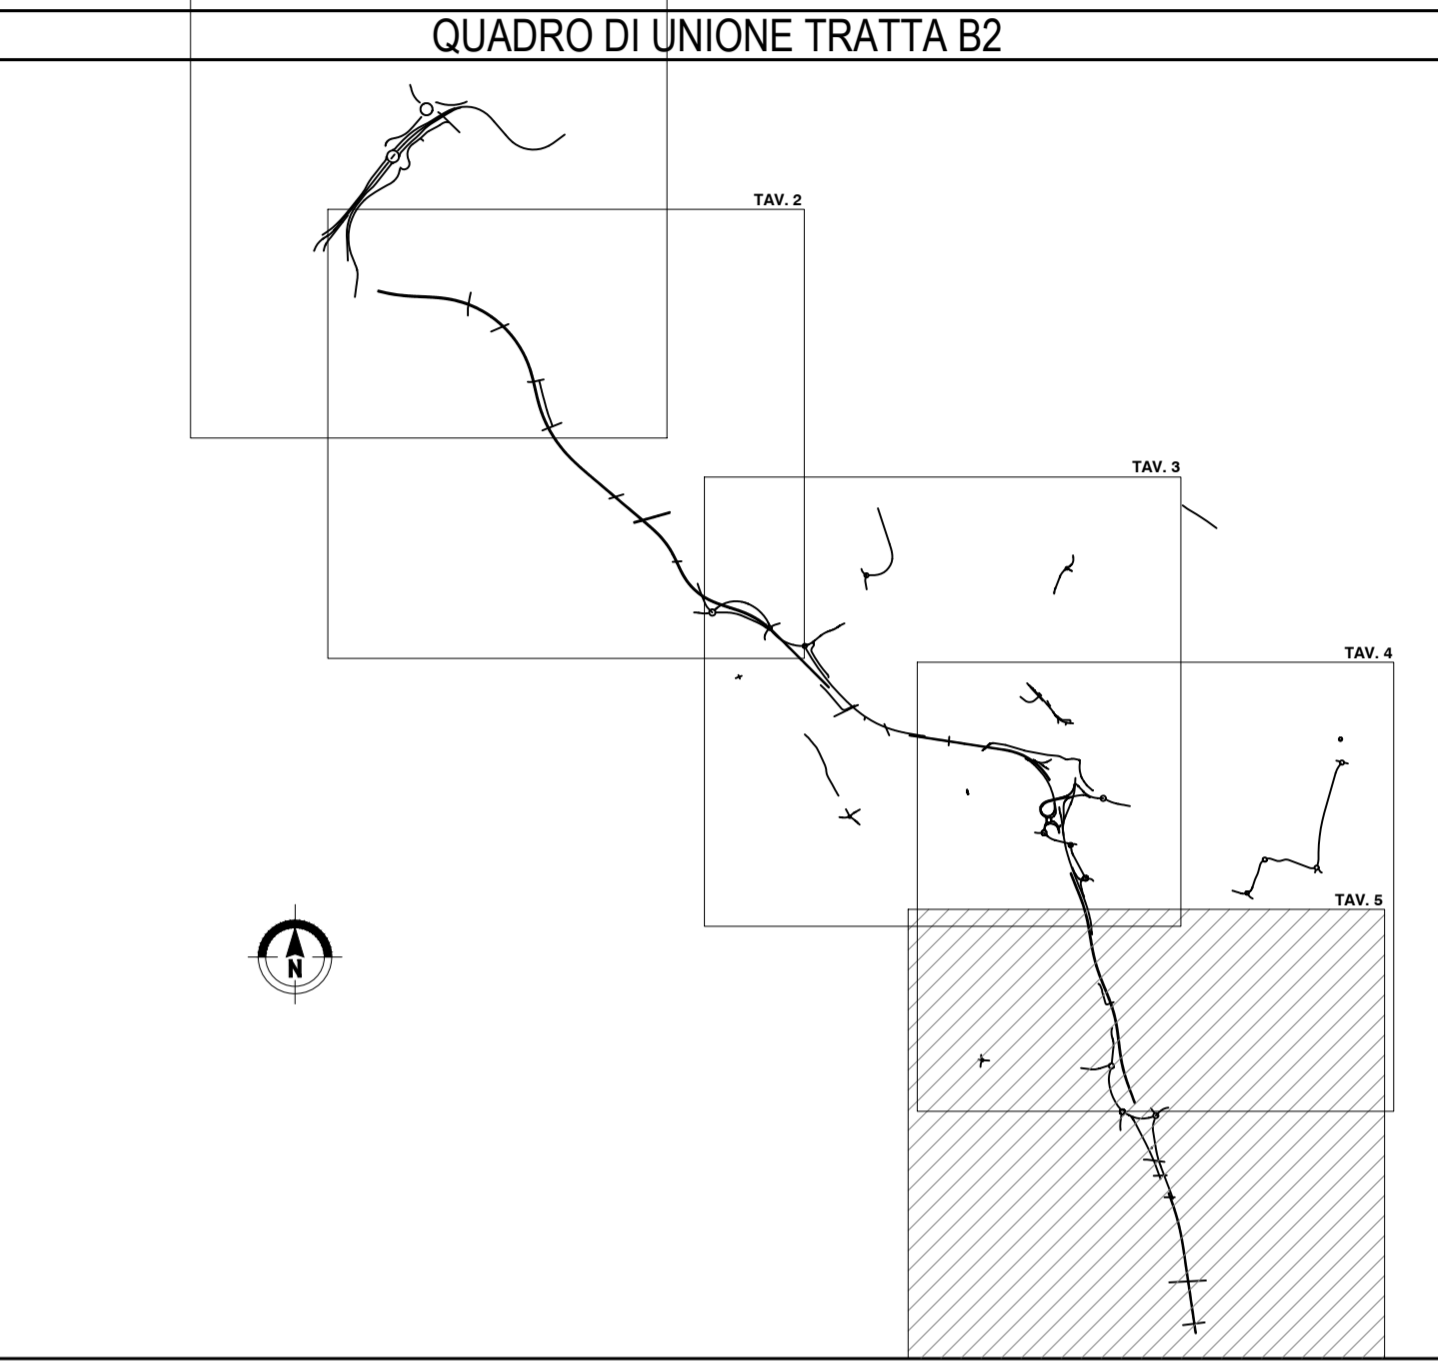 QUADRO DI UNIONE TRATTA B2
TAV. 2
TAV. 3
TAV. 4
TAV. 5
N